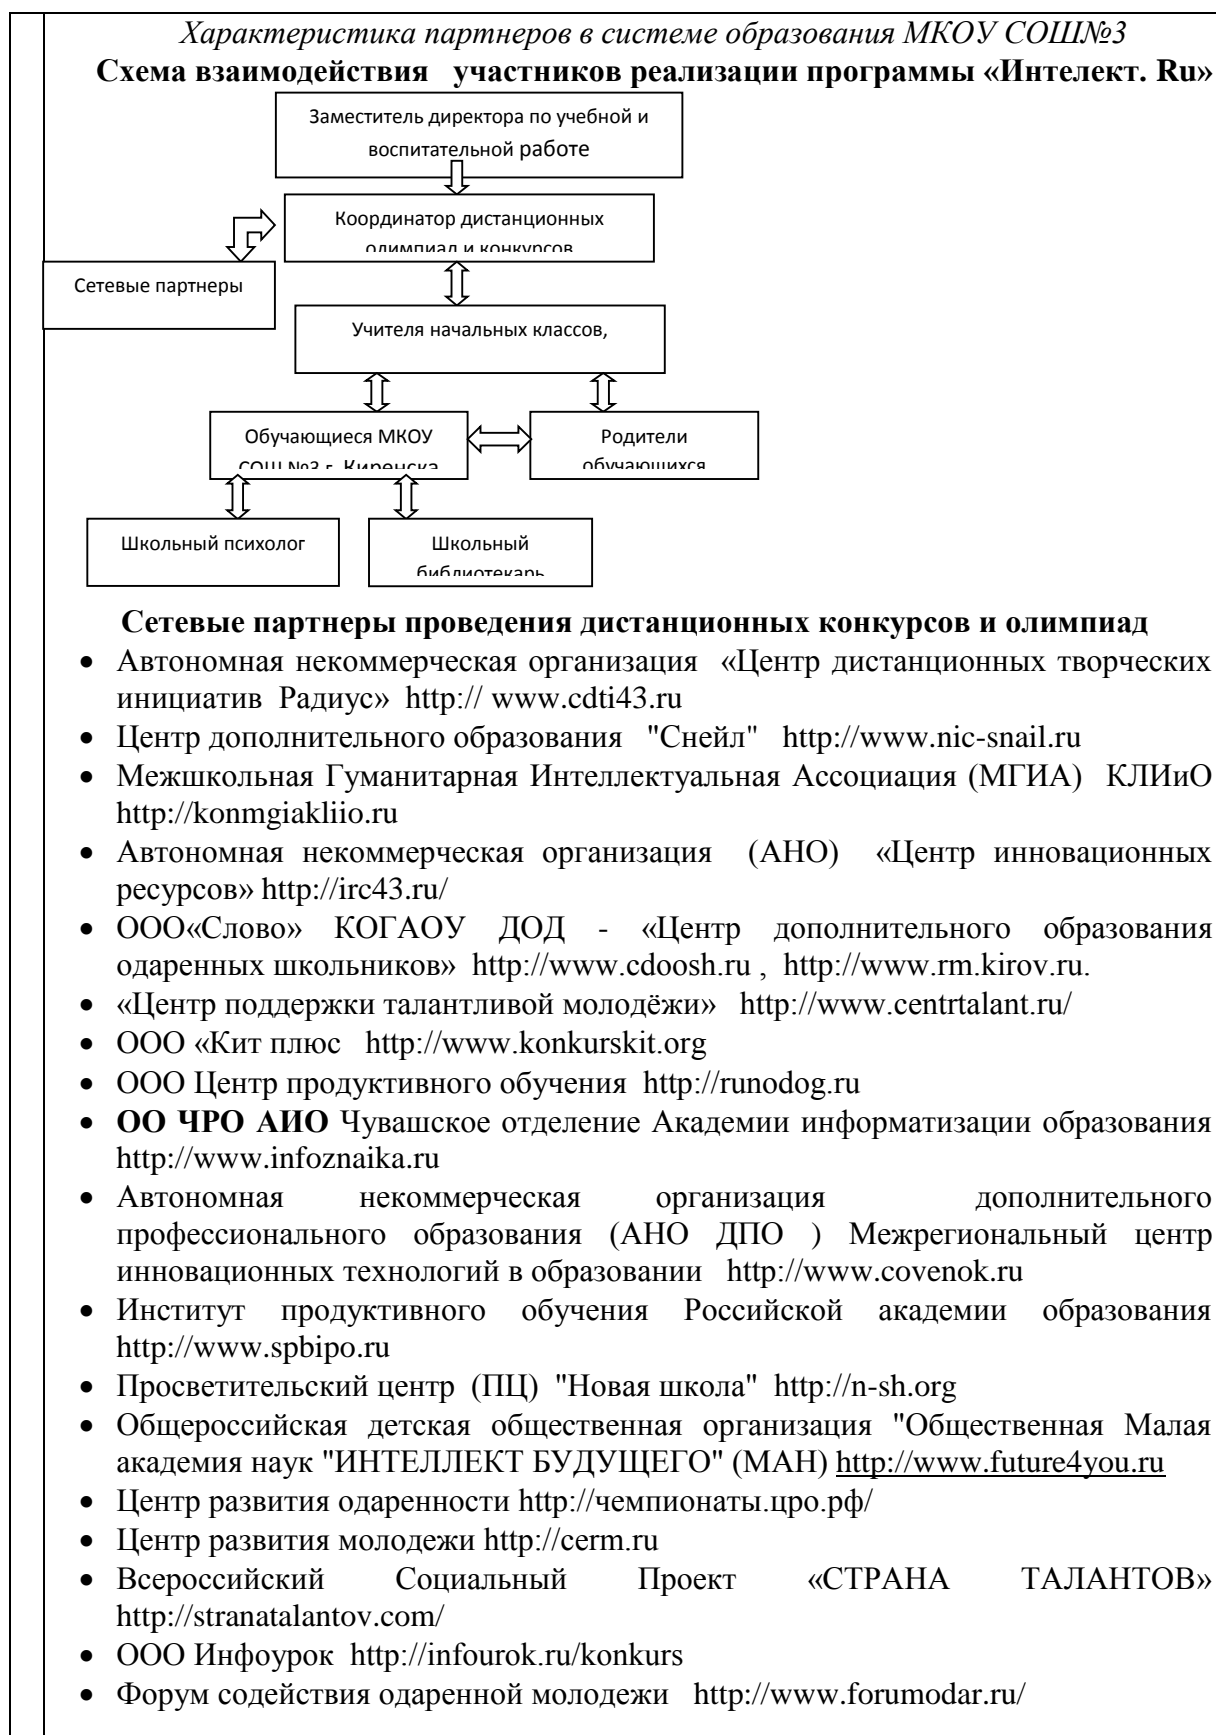 Характеристика партнеров в системе образования МКОУ СОШ№3
Схема взаимодействия участников реализации программы «Интелект. Ru»
Заместитель директора по учебной и
воспитательной работе
Координатор дистанционных
олимпиад и конкурсов
Сетевые партнеры
Учителя начальных классов,
Обучающиеся МКОУ
СОШ №3 г. Киренска
Родители
обучающихся
Школьный психолог
Школьный
библиотекарь
Сетевые партнеры проведения дистанционных конкурсов и олимпиад
• Автономная некоммерческая организация «Центр дистанционных творческих
инициатив Радиус» http:// www.cdti43.ru
• Центр дополнительного образования "Снейл" http://www.nic-snail.ru
• Межшкольная Гуманитарная Интеллектуальная Ассоциация (МГИА) КЛИиО
http://konmgiakliio.ru
• Автономная некоммерческая организация (АНО) «Центр инновационных
ресурсов» http://irc43.ru/
• ООО«Слово» КОГАОУ ДОД - «Центр дополнительного образования
одаренных школьников» http://www.cdoosh.ru , http://www.rm.kirov.ru.
• «Центр поддержки талантливой молодёжи» http://www.centrtalant.ru/
• ООО «Кит плюс http://www.konkurskit.org
• ООО Центр продуктивного обучения http://runodog.ru
• ОО ЧРО АИО Чувашское отделение Академии информатизации образования
http://www.infoznaika.ru
• Автономная некоммерческая организация дополнительного
профессионального образования (АНО ДПО ) Межрегиональный центр
инновационных технологий в образовании http://www.covenok.ru
• Институт продуктивного обучения Российской академии образования
http://www.spbipo.ru
• Просветительский центр (ПЦ) "Новая школа" http://n-sh.org
• Общероссийская детская общественная организация "Общественная Малая
академия наук "ИНТЕЛЛЕКТ БУДУЩЕГО" (МАН) http://www.future4you.ru
• Центр развития одаренности http://чемпионаты.цро.рф/
• Центр развития молодежи http://cerm.ru
• Всероссийский Социальный Проект «СТРАНА ТАЛАНТОВ»
http://stranatalantov.com/
• ООО Инфоурок http://infourok.ru/konkurs
• Форум содействия одаренной молодежи http://www.forumodar.ru/